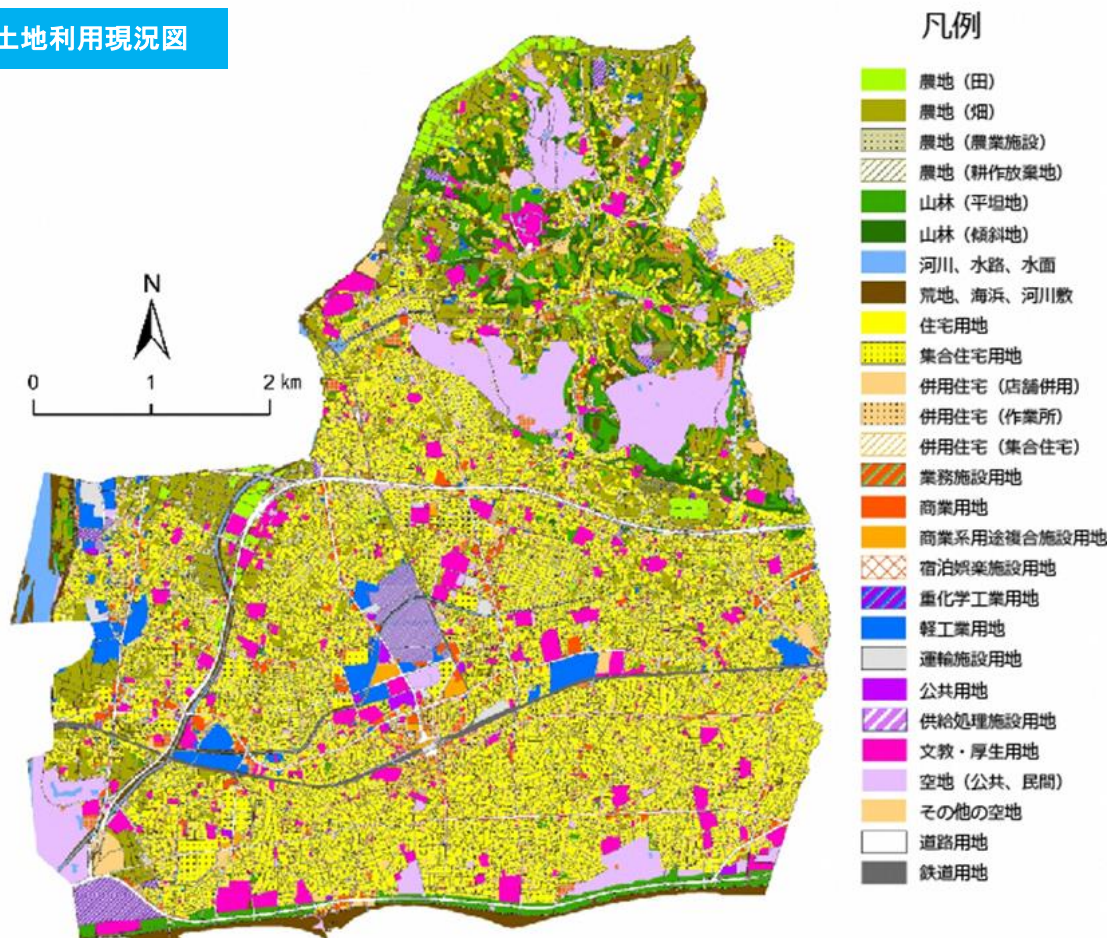 土地利用現況図
凡例
農地（田）
農地（畑）
農地（農業施設）
農地（耕作放棄地）
山林（平坦地）
山林（傾斜地）
河川、水路、水面
荒地、海浜、河川敷
住宅用地
集合住宅用地
併用住宅（店舗併用）
併用住宅（作業所）
併用住宅（集合住宅）
業務施設用地
商業用地
商業系用途複合施設用地
宿泊娯楽施設用地
重化学工業用地
軽工業用地
運輸施設用地
公共用地
供給処理施設用地
文教・厚生用地
空地（公共、民間）
その他の空地
道路用地
鉄道用地
N
0 1 2 km